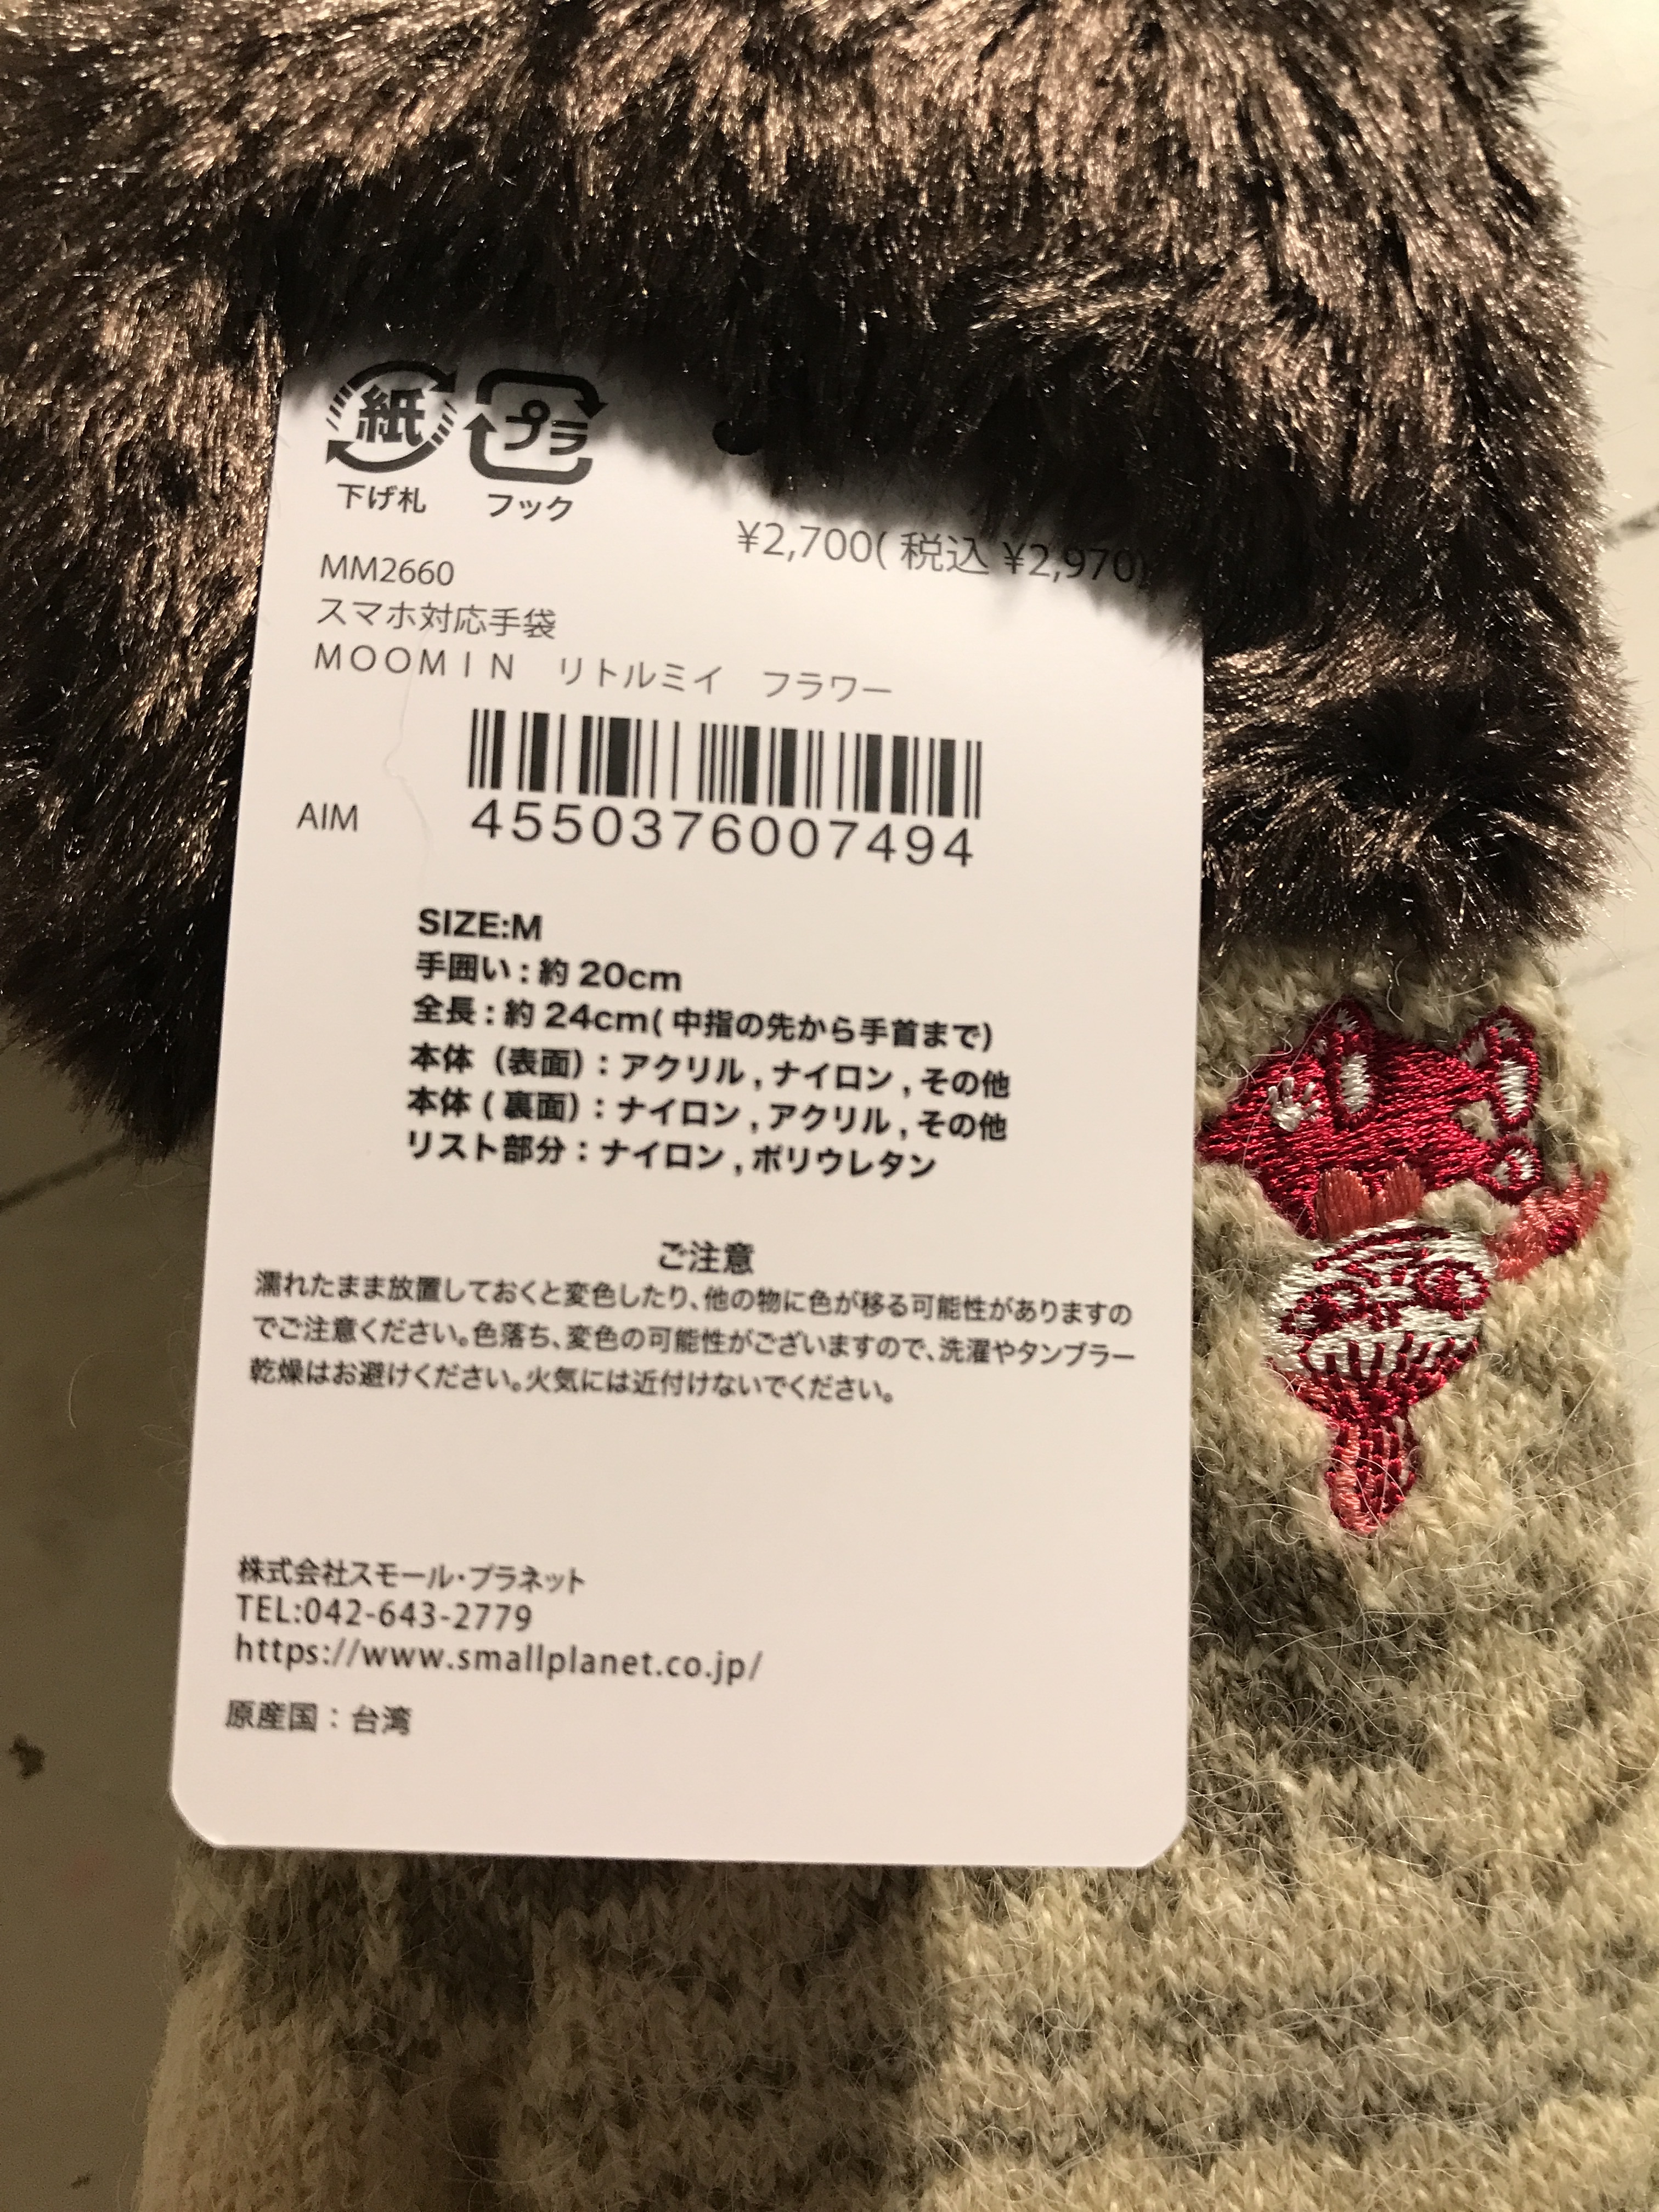 紙 プラ
下げ札 フック
¥2,700( 税込 ¥2,970)
MM2660
スマホ対応手袋
MOOMIN リトルミイ フラワー
AIM
4550376007494
SIZE:M
手囲い : 約 20cm
全長 : 約 24cm( 中指の先から手首まで)
本体（表面）: アクリル , ナイロン , その他
本体 ( 裏面）: ナイロン , アクリル , その他
リスト部分 : ナイロン , ポリウレタン
ご注意
濡れたまま放置しておくと変色したり、他の物に色が移る可能性がありますの
でご注意ください。色落ち、変色の可能性がございますので、洗濯やタンブラー
乾燥はお避けください。火気には近付けないでください。
株式会社スモール・プラネット
TEL:042-643-2779
https://www.smallplanet.co.jp/
原産国 : 台湾